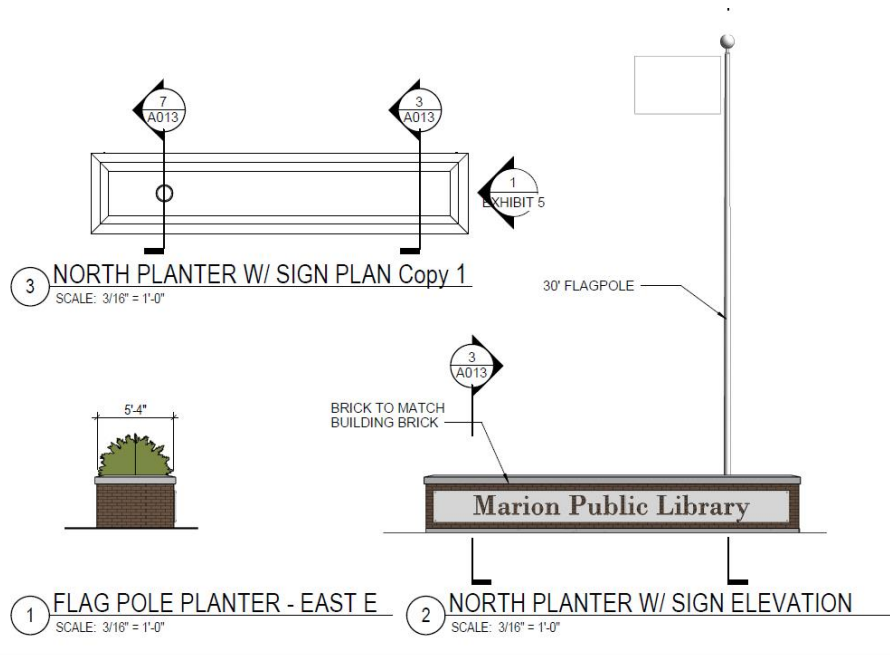 7
A013
3
A013
1
EXHIBIT 5
3 NORTH PLANTER W/ SIGN PLAN Copy 1
SCALE: 3/16" = 1'-0"
30' FLAGPOLE
3
A013
5'-4"
BRICK TO MATCH
BUILDING BRICK
Marion Public Library
1 FLAG POLE PLANTER - EAST E
SCALE: 3/16" = 1'-0"
2 NORTH PLANTER W/ SIGN ELEVATION
SCALE: 3/16" = 1'-0"